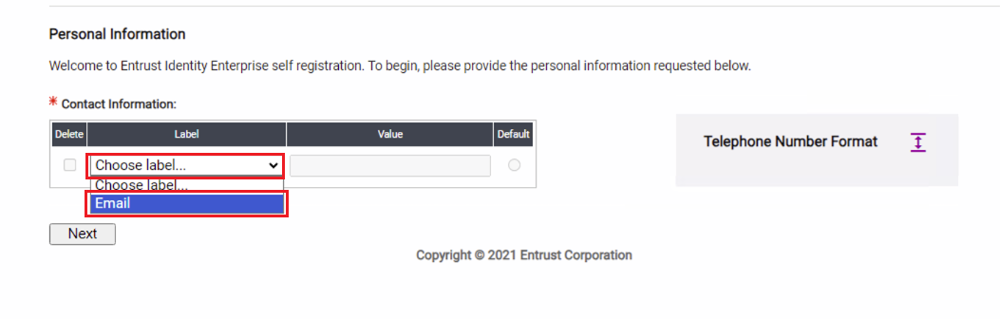 Personal Information
Welcome to Entrust Identity Enterprise self registration. To begin, please provide the personal information requested below.
* Contact Information:
Delete Label Value Default
Choose label...
Choose label...
Email
Telephone Number Format
Next
Copyright © 2021 Entrust Corporation